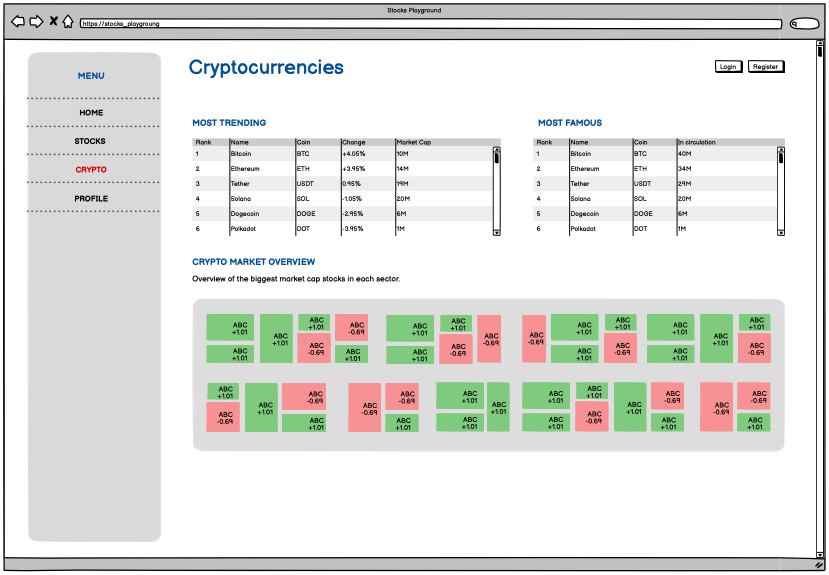 Stocks Playground
https://stocks_playgroung
MENU
HOME
STOCKS
CRYPTO
PROFILE
Cryptocurrencies
Login Register
MOST TRENDING
Rank Name Coin Change Market Cap
1 Bitcoin BTC +4.05% 10M
2 Ethereum ETH +3.95% 14M
3 Tether USDT 0.95% 19M
4 Solana SOL -1.05% 20M
5 Dogecoin DOGE -2.95% 6M
6 Polkadot DOT -3.95% 1M
MOST FAMOUS
Rank Name Coin In circulation
1 Bitcoin BTC 40M
2 Ethereum ETH 34M
3 Tether USDT 29M
4 Solana SOL 20M
5 Dogecoin DOGE 6M
6 Polkadot DOT 1M
CRYPTO MARKET OVERVIEW
Overview of the biggest market cap stocks in each sector.
ABC +1.01
ABC +1.01
ABC +1.01
ABC +1.01
ABC -0.69
ABC -0.69
ABC +1.01
ABC +1.01
ABC +1.01
ABC +1.01
ABC -0.69
ABC -0.69
ABC -0.69
ABC +1.01
ABC +1.01
ABC +1.01
ABC -0.69
ABC +1.01
ABC +1.01
ABC +1.01
ABC +1.01
ABC -0.69
ABC +1.01
ABC -0.69
ABC +1.01
ABC -0.69
ABC +1.01
ABC -0.69
ABC -0.69
ABC +1.01
ABC +1.01
ABC +1.01
ABC +1.01
ABC +1.01
ABC +1.01
ABC +1.01
ABC -0.69
ABC +1.01
ABC -0.69
ABC +1.01
ABC -0.69
ABC -0.69
ABC +1.01